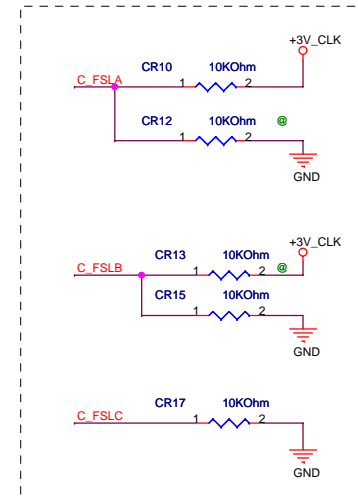 +3V_CLK
CR10 10KOhm
C_FSLA 1 2
CR12 10KOhm @
1 2
GND
+3V_CLK
CR13 10KOhm
C_FSLB 1 2 @
CR15 10KOhm
1 2
GND
CR17 10KOhm
C_FSLC 1 2
GND